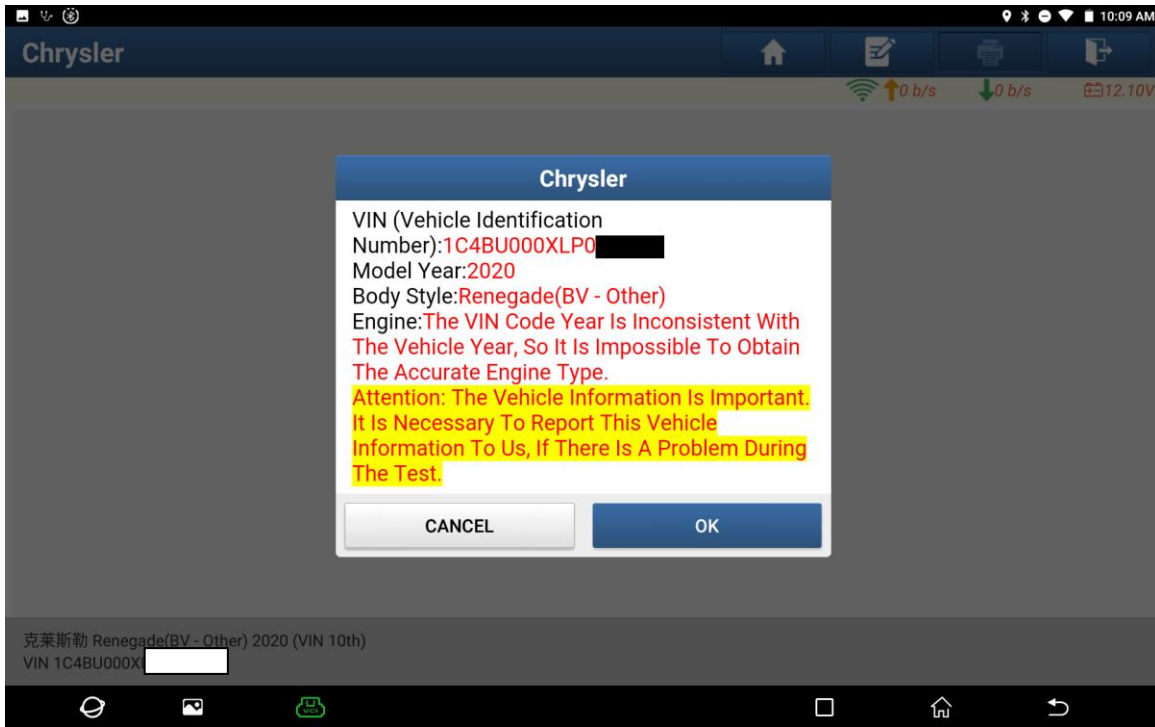 10:09 AM
Chrysler
0 b/s
0 b/s
12.10V
Chrysler
VIN (Vehicle Identification
Number):1C4BU000XLP0
Model Year:2020
Body Style:Renegade(BV - Other)
Engine:The VIN Code Year Is Inconsistent With
The Vehicle Year, So It Is Impossible To Obtain
The Accurate Engine Type.
Attention: The Vehicle Information Is Important.
It Is Necessary To Report This Vehicle
Information To Us, If There Is A Problem During
The Test.
CANCEL
OK
克莱斯勒 Renegade(BV - Other) 2020 (VIN 10th)
VIN 1C4BU000X
VCI